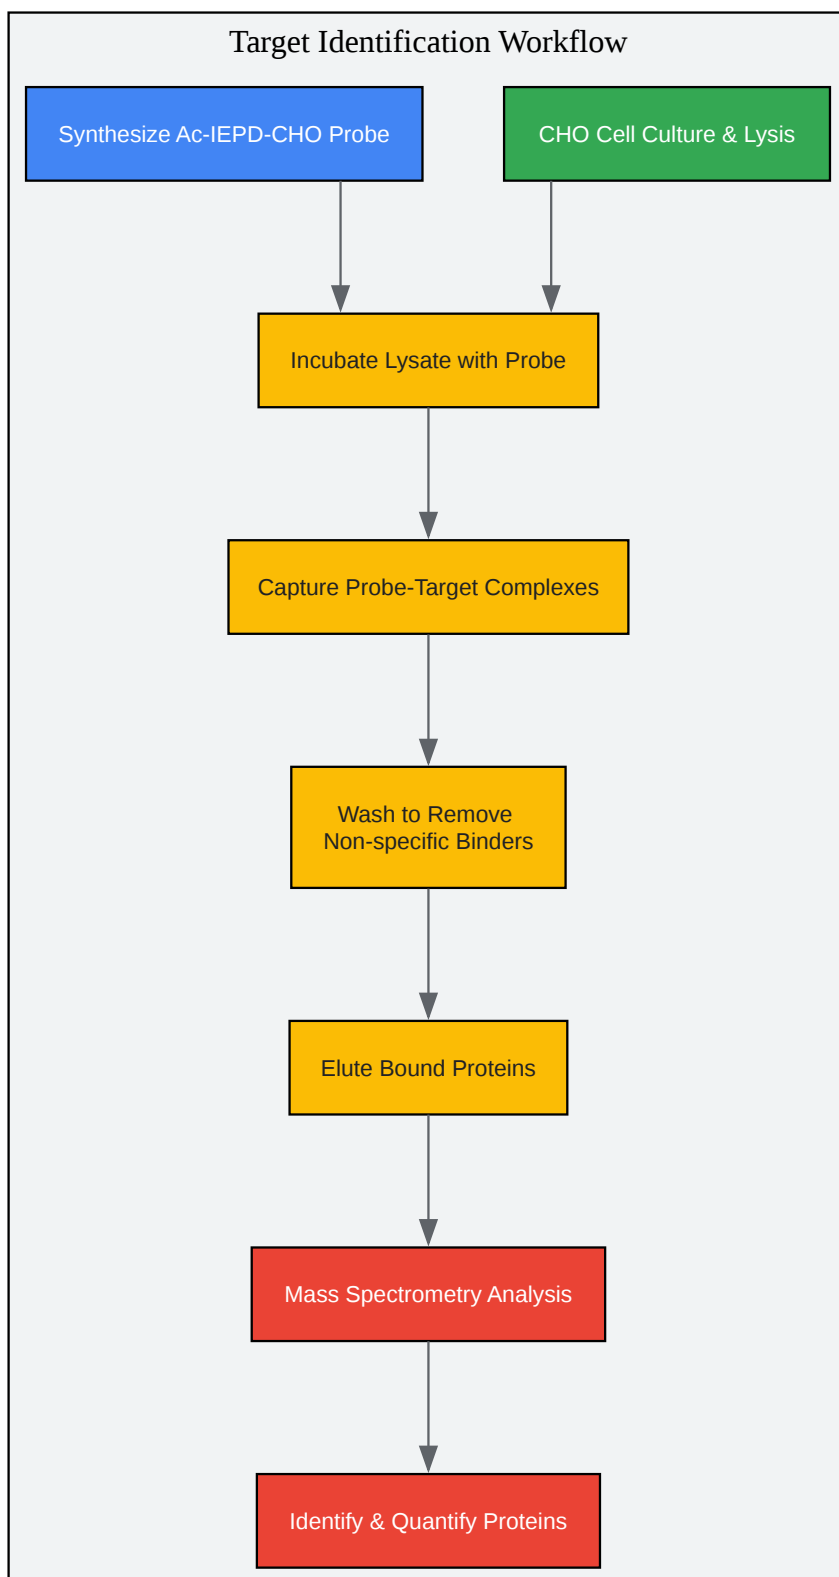 Target Identification Workflow
Synthesize Ac-IEPD-CHO Probe
CHO Cell Culture & Lysis
Incubate Lysate with Probe
Capture Probe-Target Complexes
Wash to Remove
Non-specific Binders
Elute Bound Proteins
Mass Spectrometry Analysis
Identify & Quantify Proteins